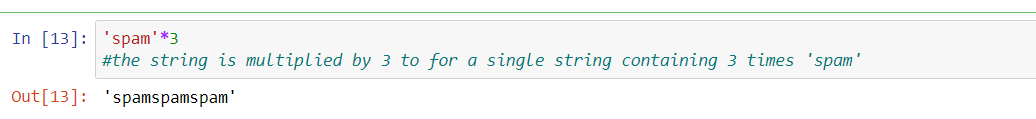 In [13]: 'spam'*3
#the string is multiplied by 3 to for a single string containing 3 times 'spam'
Out[13]: 'spamspamspam'